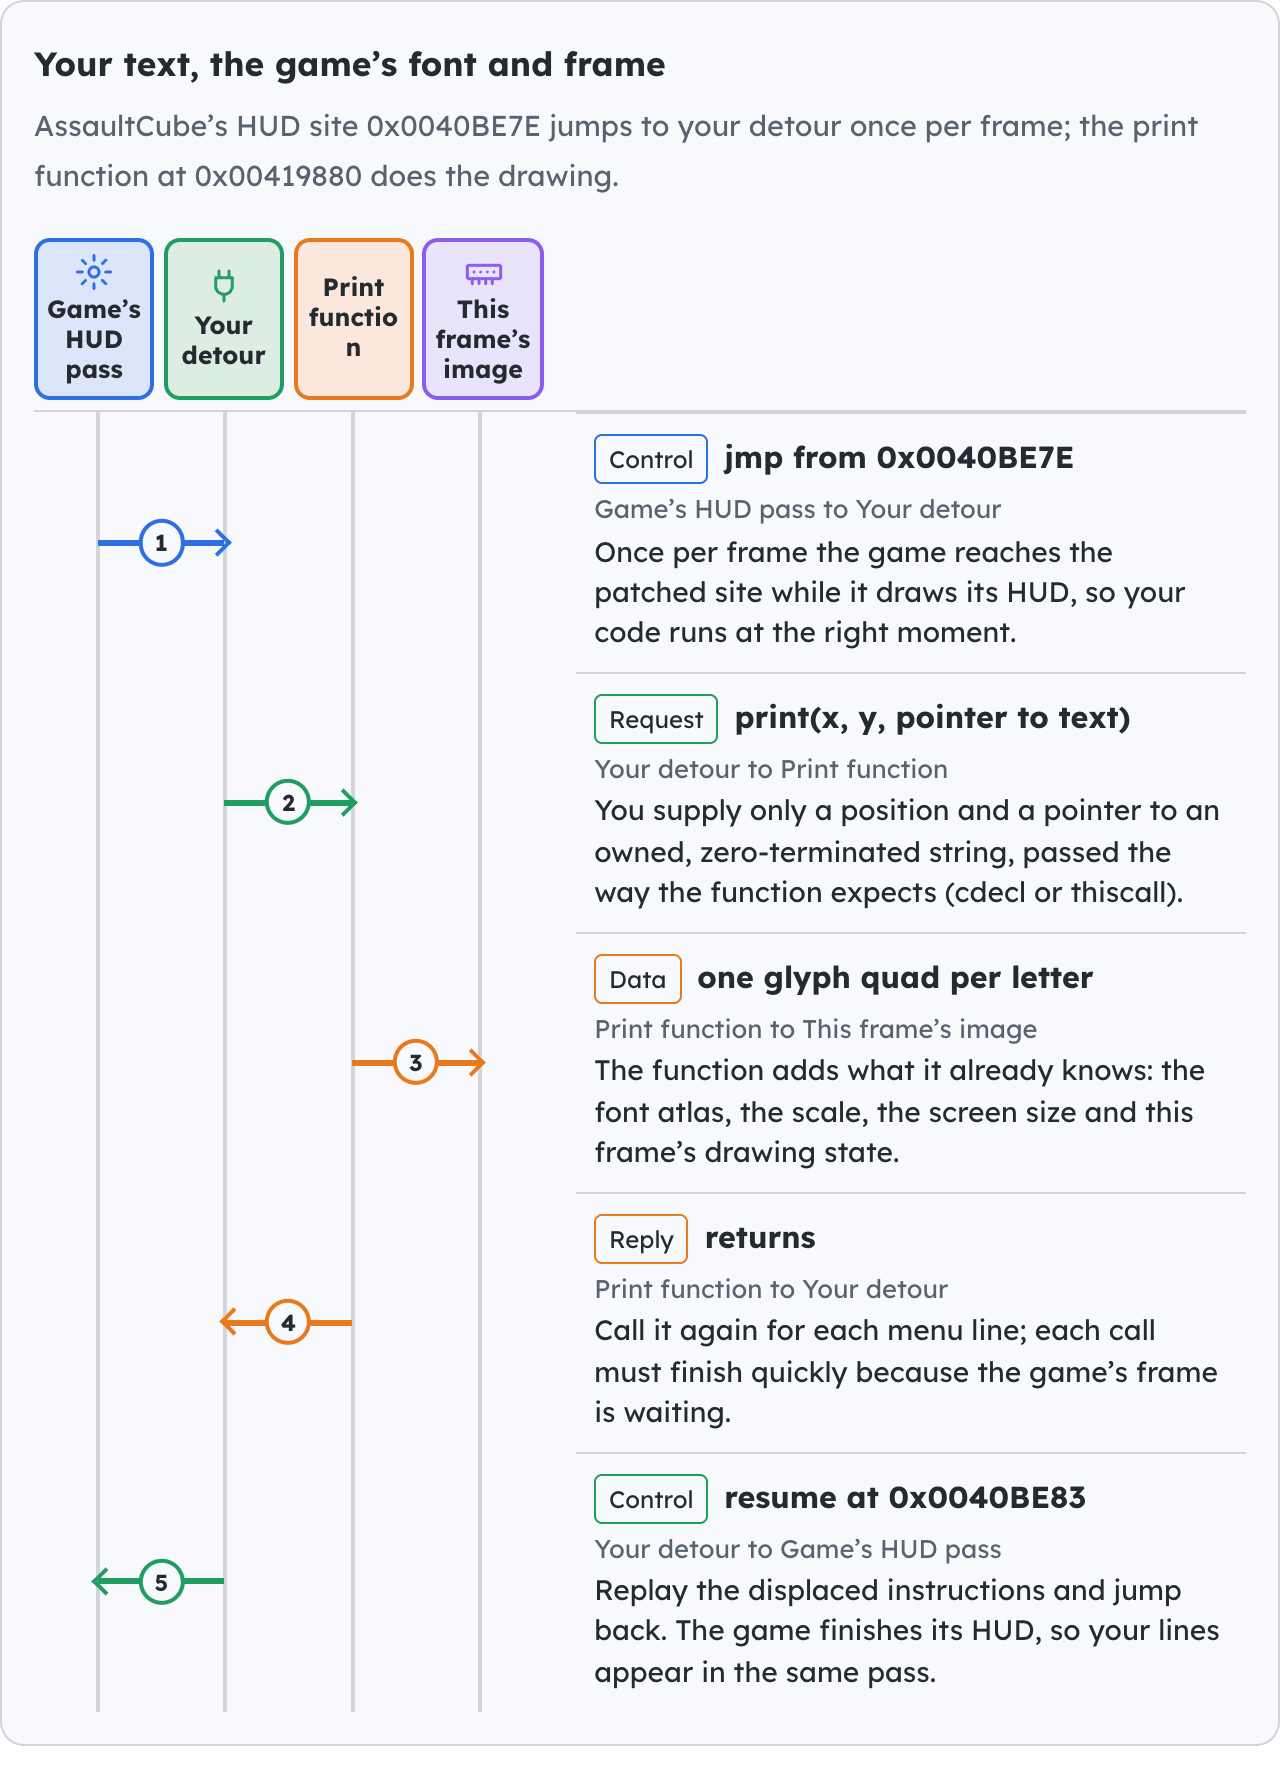 Your text, the game’s font and frame
AssaultCube’s HUD site 0x0040BE7E jumps to your detour once per frame; the print
function at 0x00419880 does the drawing.
Game’s
HUD
pass
Your
detour
Print
functio
n
This
frame’s
image
Control jmp from 0x0040BE7E
Game’s HUD pass to Your detour
1
Once per frame the game reaches the
patched site while it draws its HUD, so your
code runs at the right moment.
Request print(x, y, pointer to text)
Your detour to Print function
2
You supply only a position and a pointer to an
owned, zero-terminated string, passed the
way the function expects (cdecl or thiscall).
Data one glyph quad per letter
Print function to This frame’s image
3
The function adds what it already knows: the
font atlas, the scale, the screen size and this
frame’s drawing state.
Reply returns
Print function to Your detour
4
Call it again for each menu line; each call
must finish quickly because the game’s frame
is waiting.
Control resume at 0x0040BE83
Your detour to Game’s HUD pass
5
Replay the displaced instructions and jump
back. The game finishes its HUD, so your lines
appear in the same pass.